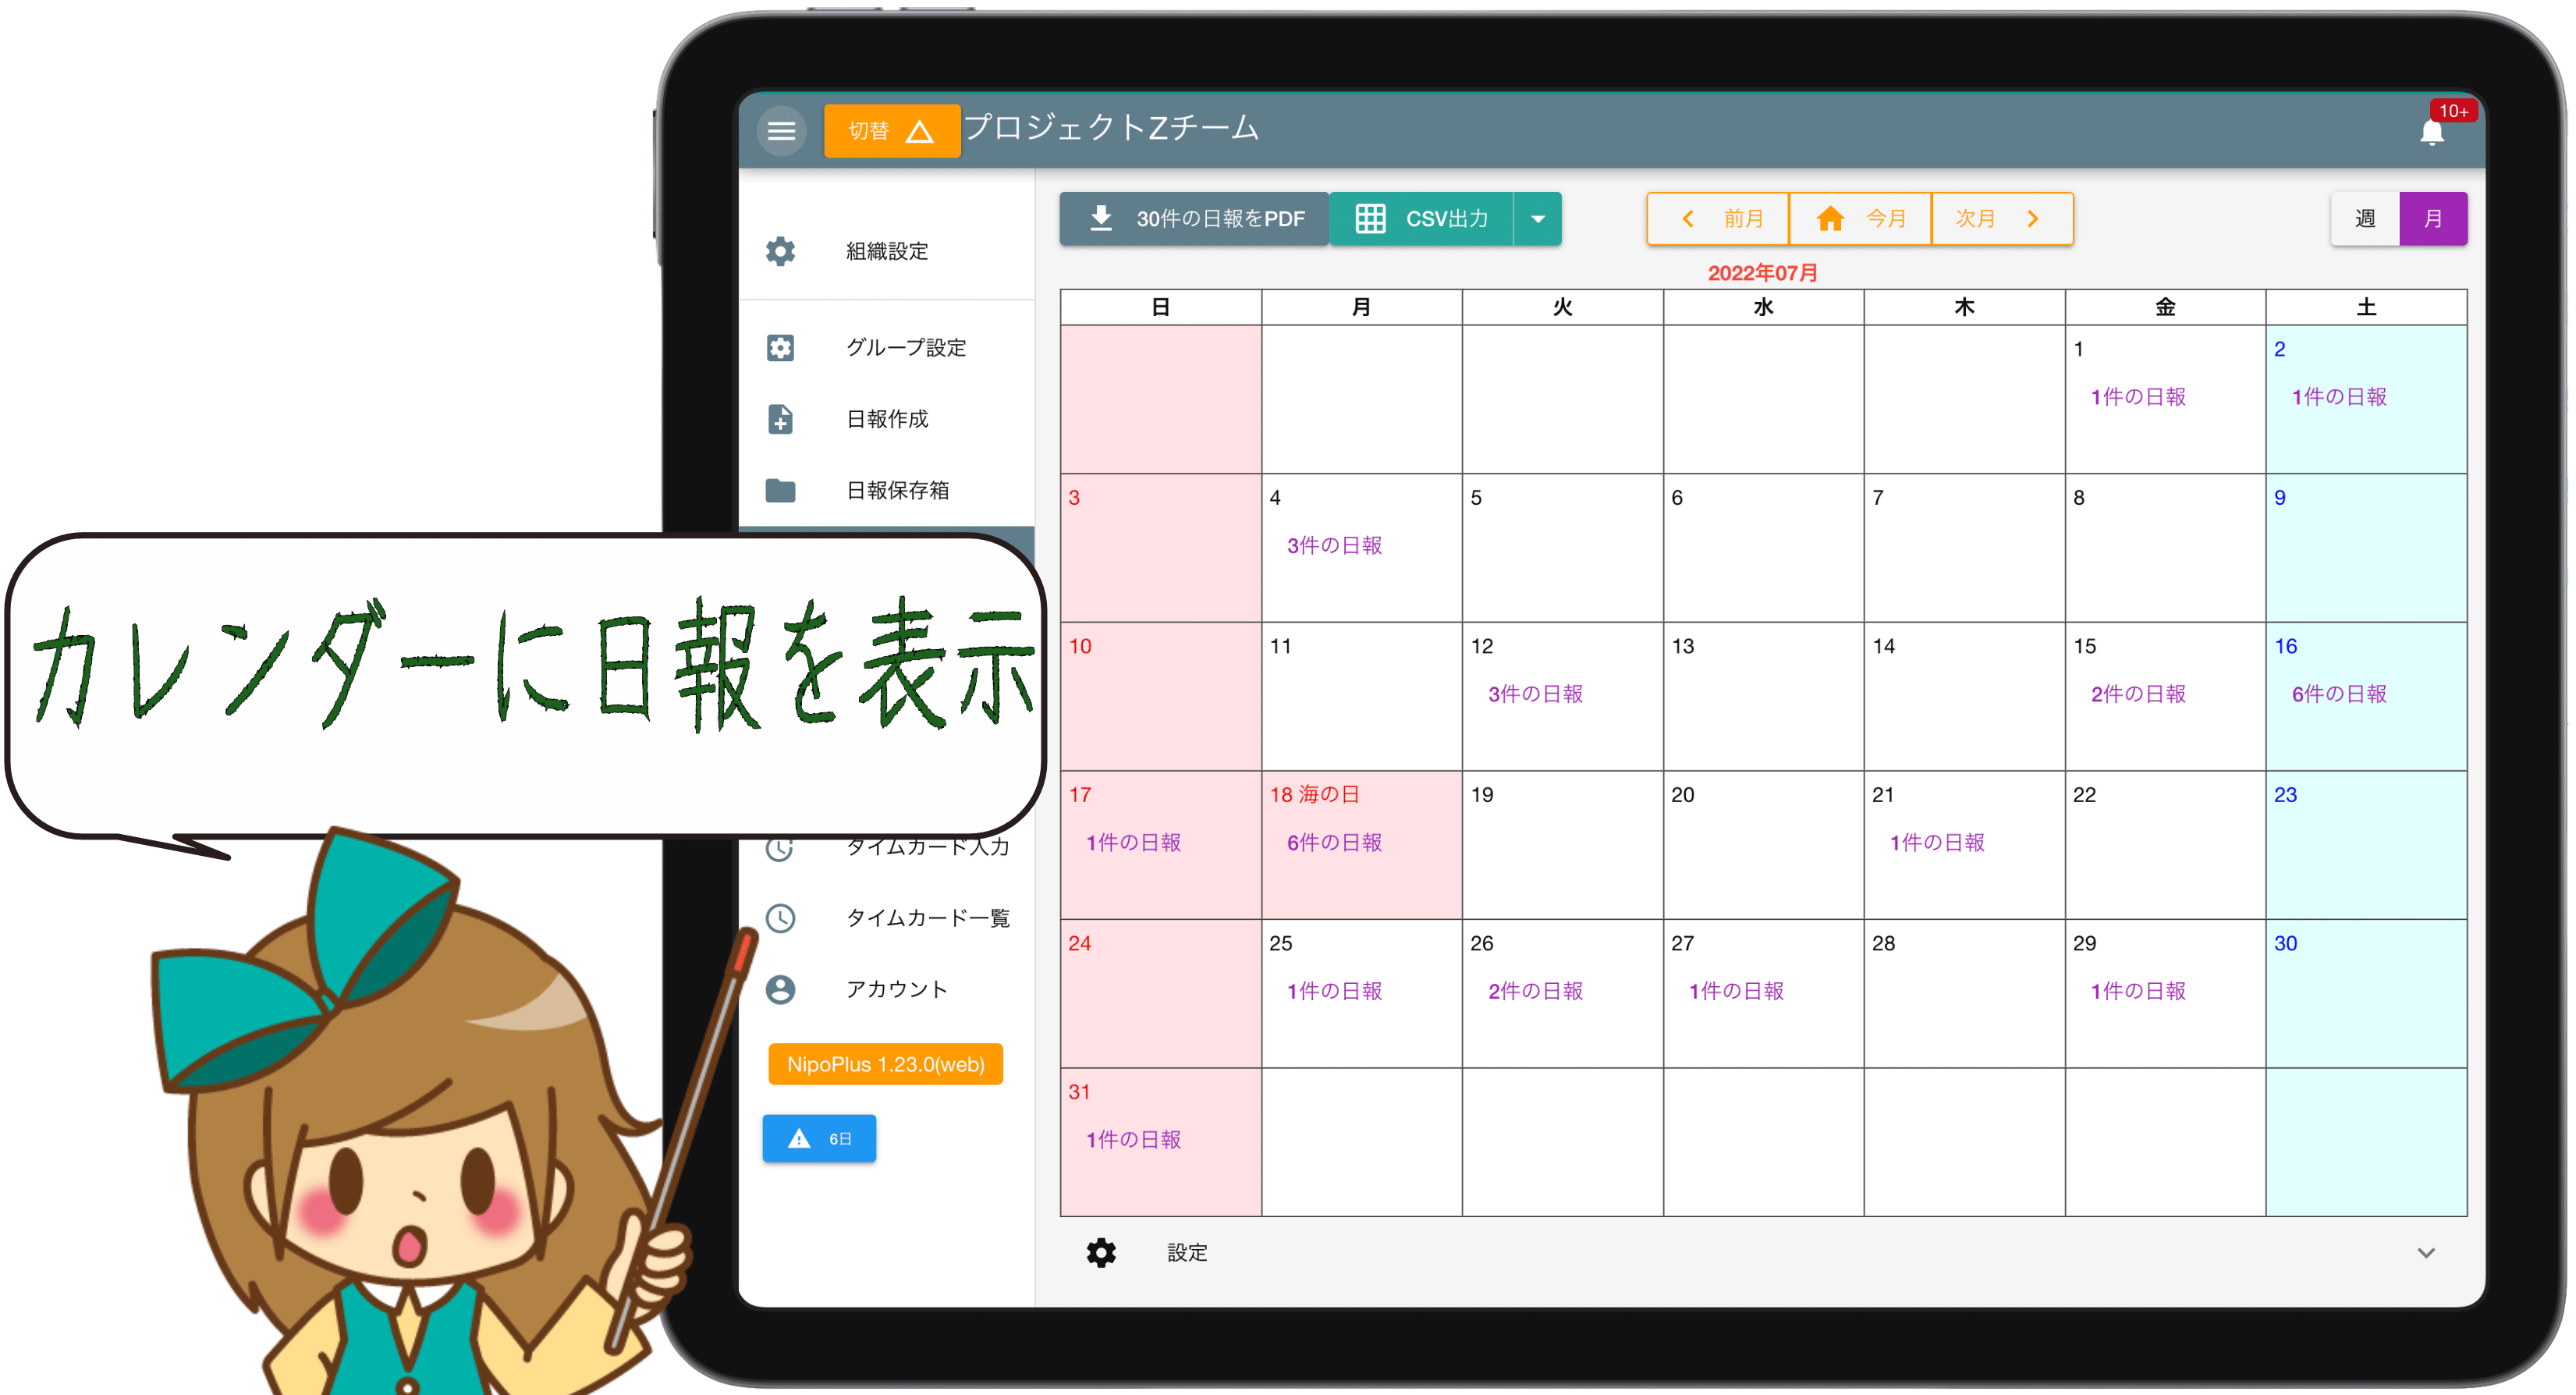 切替 プロジェクトZチーム 10+
組織設定
グループ設定
日報作成
日報保存箱
カレンダーに日報を表示
タイムカード入力
タイムカード一覧
アカウント
NipoPlus 1.23.0(web)
6日
30件の日報をPDF CSV出力 前月 今月 次月 週 月
2022年07月
日 月 火 水 木 金 土
1 2
1件の日報 1件の日報
3 4 5 6 7 8 9
3件の日報
10 11 12 13 14 15 16
3件の日報 2件の日報 6件の日報
17 18 海の日 19 20 21 22 23
1件の日報 6件の日報 1件の日報
24 25 26 27 28 29 30
1件の日報 2件の日報 1件の日報 1件の日報
31
1件の日報
設定